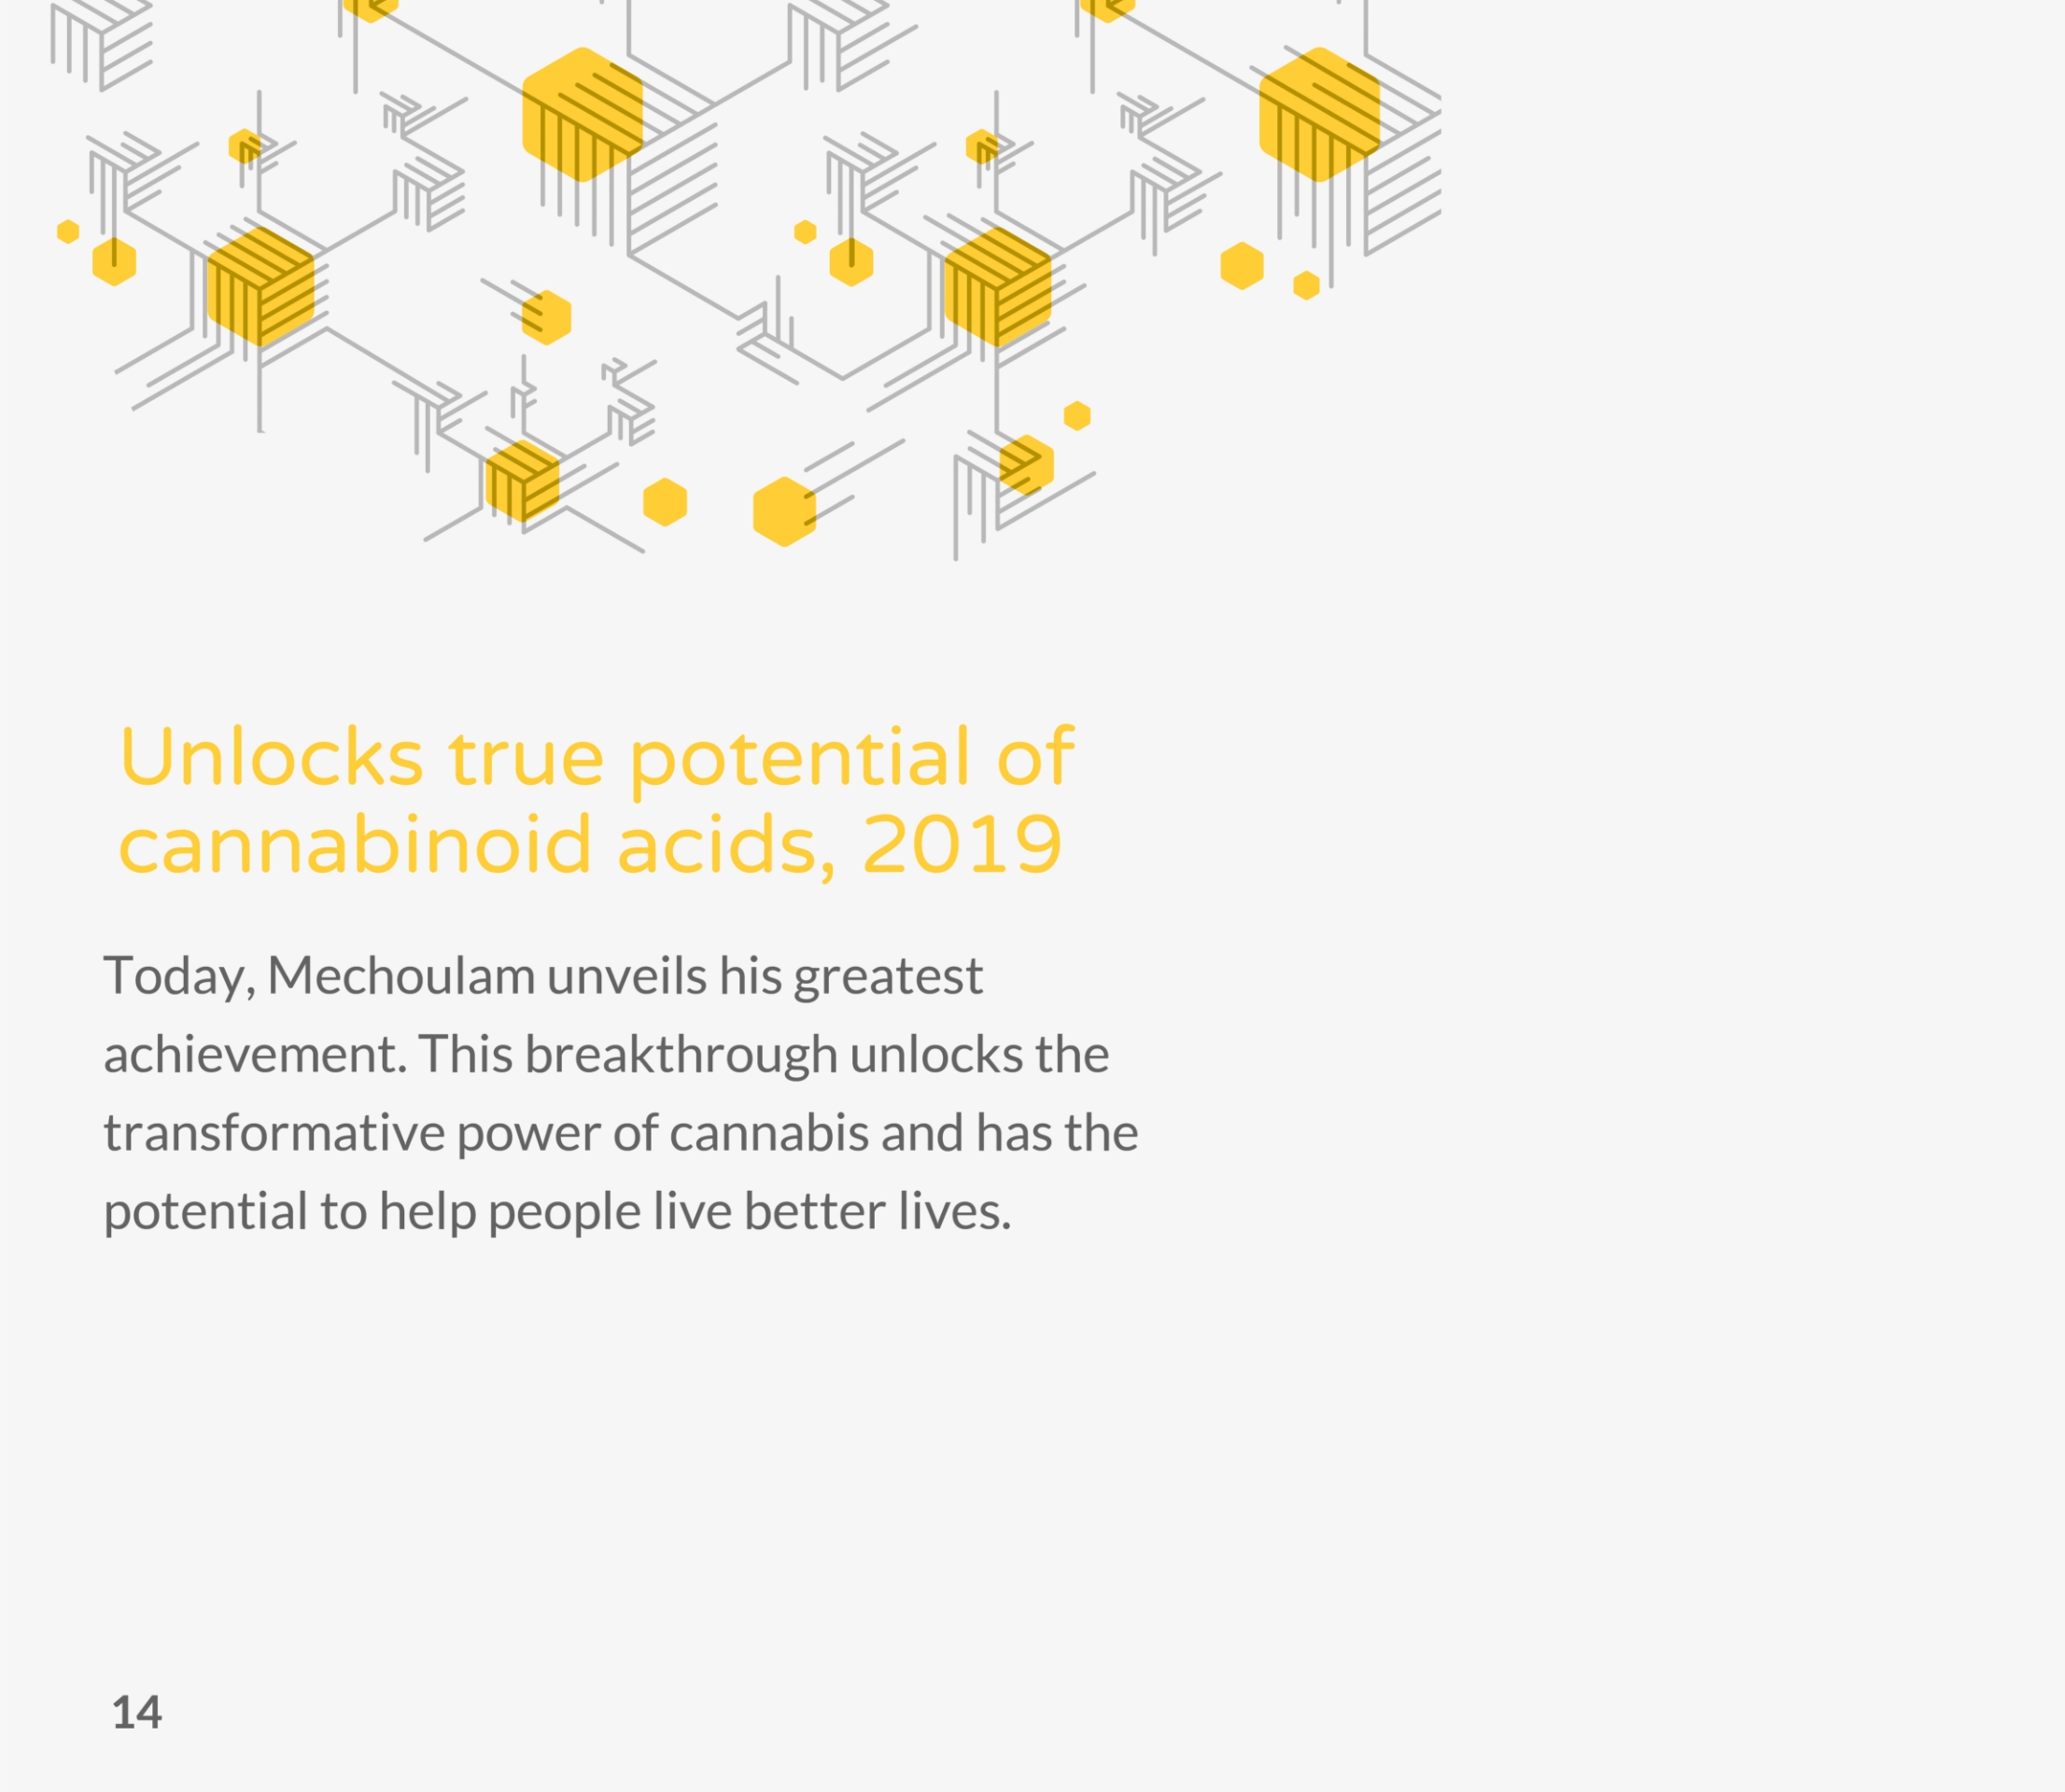 Unlocks true potential of
cannabinoid acids, 2019
Today, Mechoulam unveils his greatest
achievement. This breakthrough unlocks the
transformative power of cannabis and has the
potential to help people live better lives.
14